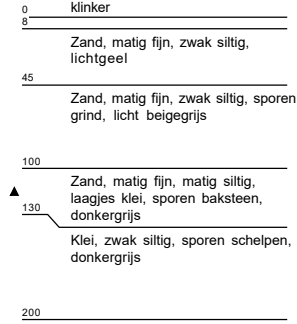 0 klinker
8
Zand, matig fijn, zwak siltig,
lichtgeel
45
Zand, matig fijn, zwak siltig, sporen
grind, licht beigegrijs
100
Zand, matig fijn, matig siltig,
laagjes klei, sporen baksteen,
130 donkergrijs
Klei, zwak siltig, sporen schelpen,
donkergrijs
200